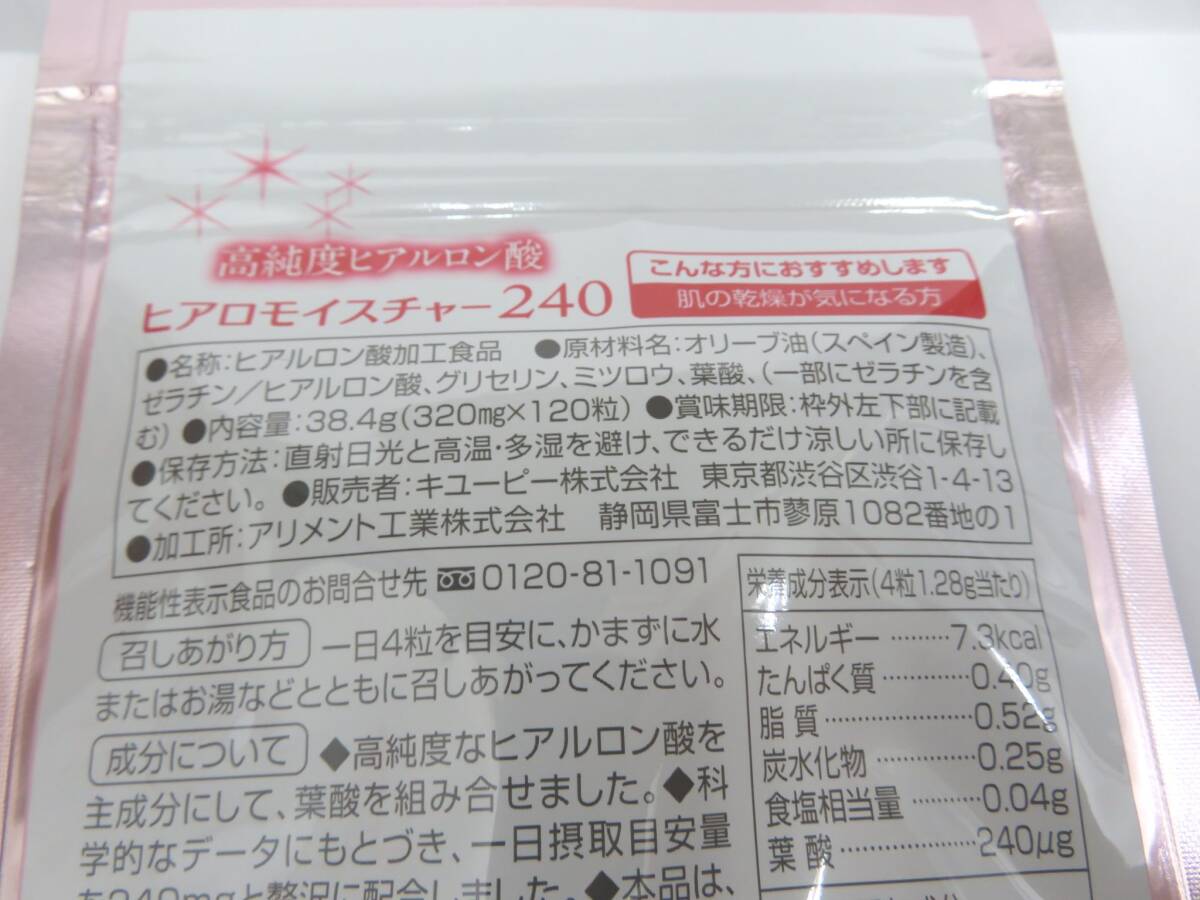 高純度ヒアルロン酸
ヒアロモイスチャー240
こんな方におすすめします
肌の乾燥が気になる方
●名称:ヒアルロン酸加工食品 ●原材料名:オリーブ油(スペイン製造)、
ゼラチン/ヒアルロン酸、グリセリン、ミツロウ、葉酸、(一部にゼラチンを含
む) ●内容量:38.4g(320mg×120粒) ●賞味期限:枠外左下部に記載
●保存方法:直射日光と高温・多湿を避け、できるだけ涼しい所に保存し
てください。 ●販売者:キユーピー株式会社 東京都渋谷区渋谷1-4-13
●加工所:アリメント工業株式会社 静岡県富士市蓼原1082番地の1
機能性表示食品のお問合せ先 0120-81-1091
召しあがり方 一日4粒を目安に、かまずに水
またはお湯などとともに召しあがってください。
成分について ◆高純度なヒアルロン酸を
主成分にして、葉酸を組み合せました。◆科
学的なデータにもとづき、一日摂取目安量
を240mgと贅沢に配合しました。◆本品は、
栄養成分表示(4粒1.28g当たり)
エネルギー ………7.3kcal
たんぱく質 …………0.40g
脂質 …………………0.52g
炭水化物 ……………0.25g
食塩相当量 …………0.04g
葉酸 …………………240μg